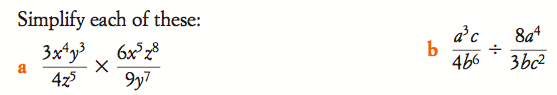 Simplify each of these:
a 3x⁴y³/4z⁵ × 6x⁵z⁸/9y⁷
b a³c/4b⁶ ÷ 8a⁴/3bc²